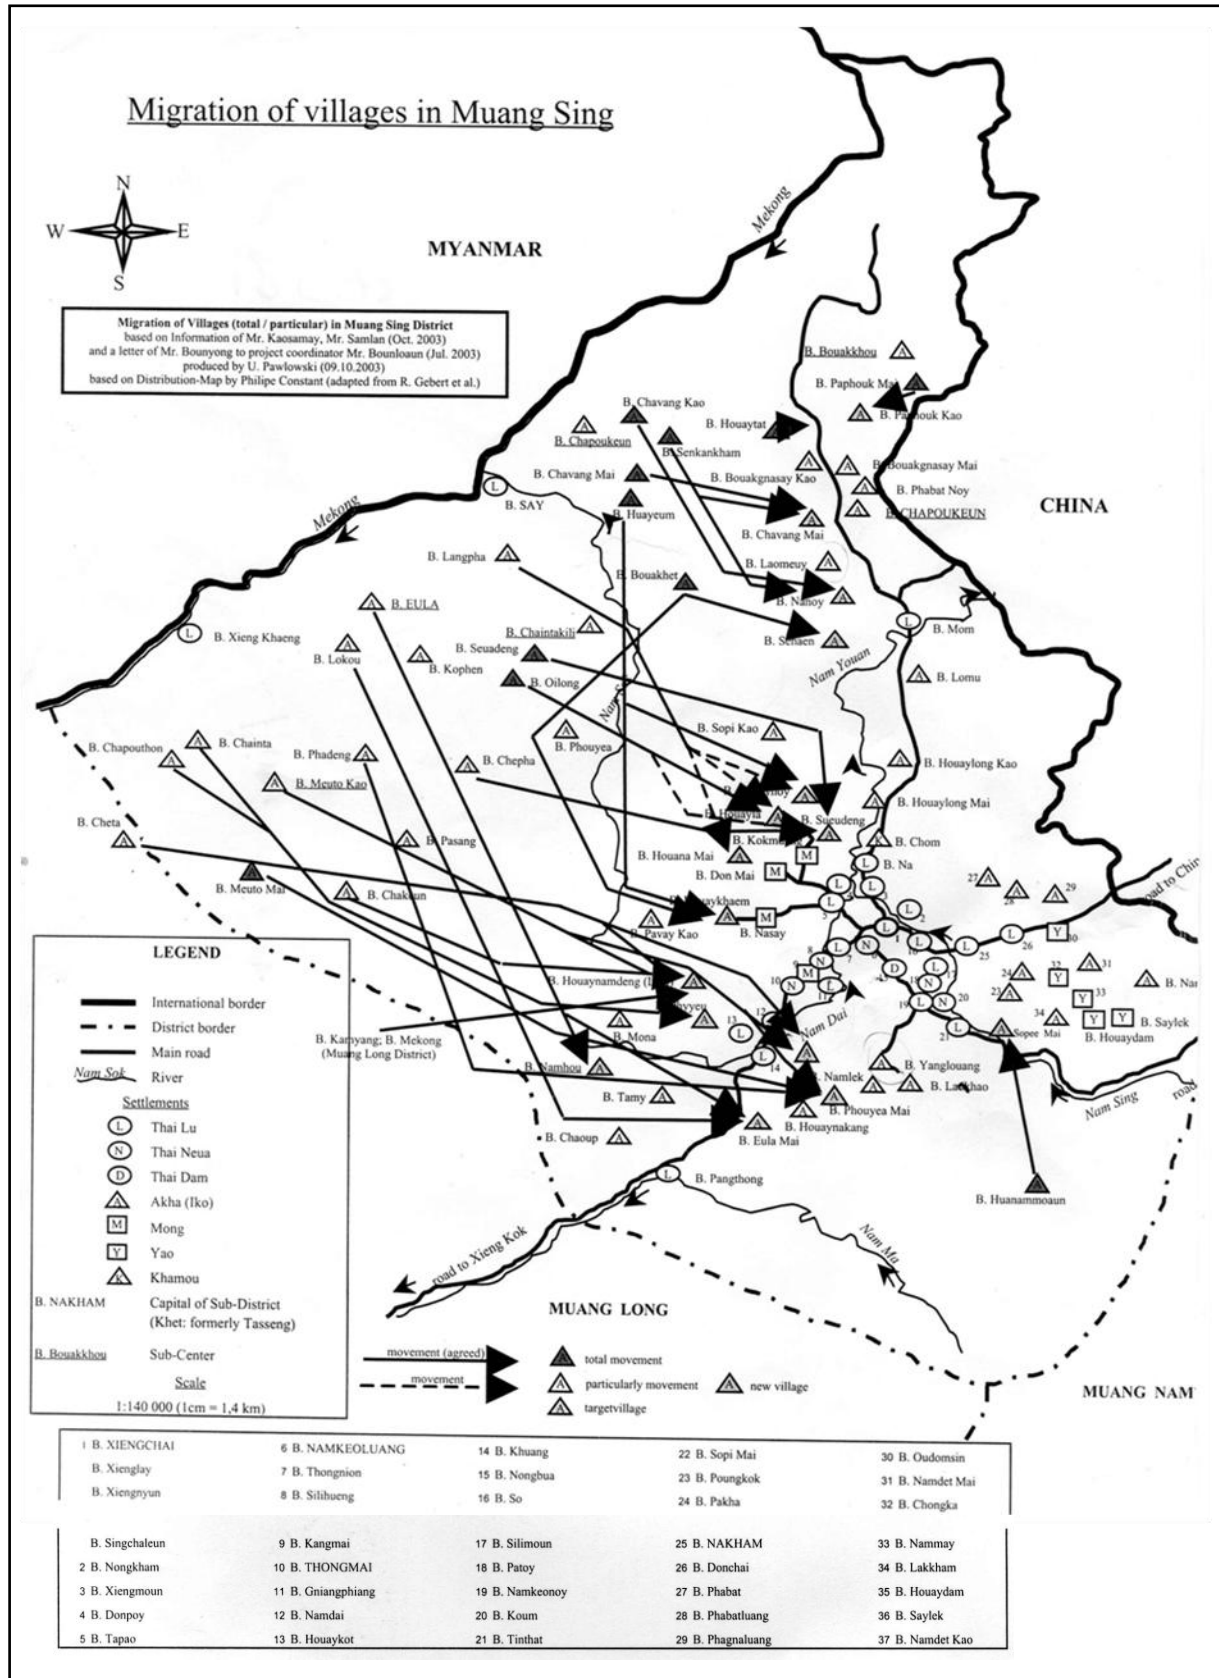 Migration of villages in Muang Sing
N
W E
S
MYANMAR
Mekong
Migration of Villages (total / particular) in Muang Sing District
based on Information of Mr. Kaosamay, Mr. Samlan (Oct. 2003)
and a letter of Mr. Bounyong to project coordinator Mr. Bounloaun (Jul. 2003)
produced by U. Pawlowski (09.10.2003)
based on Distribution-Map by Philipe Constant (adapted from R. Gebert et al.)
B. Bouakkhou
B. Paphouk Mai
B. Paphouk Kao
B. Chavang Kao
B. Houaytat
B. Chapoukeun
B. Senkankham
B. Chavang Mai
B. Bouakgnasay Kao
B. Bouakgnasay Mai
B. Phabat Noy
B. SAY
B. Huayeum
B. CHAPOUKEUN
CHINA
Mekong
B. Chavang Mai
B. Langpha
B. Laomeuy
B. Bouakhet
B. Nanoy
B. EULA
B. Xieng Khaeng
B. Chaintakili
B. Mom
B. Lokou
B. Seuadeng
B. Kophen
B. Oilong
Nam Youan
B. Lomu
B. Sopi Kao
B. Chapouthon
B. Chainta
B. Phadeng
B. Phouyea
B. Chepha
B. Houaylong Kao
B. Meuto Kao
B. Houaylong Mai
B. Cheta
B. Pasang
B. Houayla
B. Sueudeng
B. Chom
B. Houana Mai
B. Na
B. Don Mai
B. Meuto Mai
B. Chakeun
road to Chin
B. Pavay Kao
B. Nasay
B. Houaynamdeng
B. Kamyang; B. Mekong
(Muang Long District)
B. Mona
Nam Dai
Sopee Mai
B. Houaydam
B. Saylek
B. Namhou
B. Namlek
B. Yanglouang
B. Lakkhao
B. Tamy
B. Phouyea Mai
B. Houaynakang
B. Eula Mai
Nam Sing
road
B. Chaoup
B. Pangthong
B. Huanammoaun
Nam Ma
road to Xieng Kok
MUANG LONG
MUANG NAM
LEGEND
International border
District border
Main road
Nam Sok River
Settlements
L Thai Lu
N Thai Neua
D Thai Dam
A Akha (Iko)
M Mong
Y Yao
K Khamou
B. NAKHAM Capital of Sub-District
(Khet: formerly Tasseng)
B. Bouakkhou Sub-Center
Scale
1:140 000 (1cm = 1,4 km)
movement (agreed)
movement
A total movement
A particularly movement A new village
A targetvillage
1 B. XIENGCHAI 6 B. NAMKEOLUANG 14 B. Khuang 22 B. Sopi Mai 30 B. Oudomsin
B. Xienglay 7 B. Thongnion 15 B. Nongbua 23 B. Poungkok 31 B. Namdet Mai
B. Xiengnyun 8 B. Silihueng 16 B. So 24 B. Pakha 32 B. Chongka
B. Singchaleun 9 B. Kangmai 17 B. Silimoun 25 B. NAKHAM 33 B. Nammay
2 B. Nongkham 10 B. THONGMAI 18 B. Patoy 26 B. Donchai 34 B. Lakkham
3 B. Xiengmoun 11 B. Gniangphiang 19 B. Namkeonoy 27 B. Phabat 35 B. Houaydam
4 B. Donpoy 12 B. Namdai 20 B. Koum 28 B. Phabatluang 36 B. Saylek
5 B. Tapao 13 B. Houaykot 21 B. Tinthat 29 B. Phagnaluang 37 B. Namdet Kao